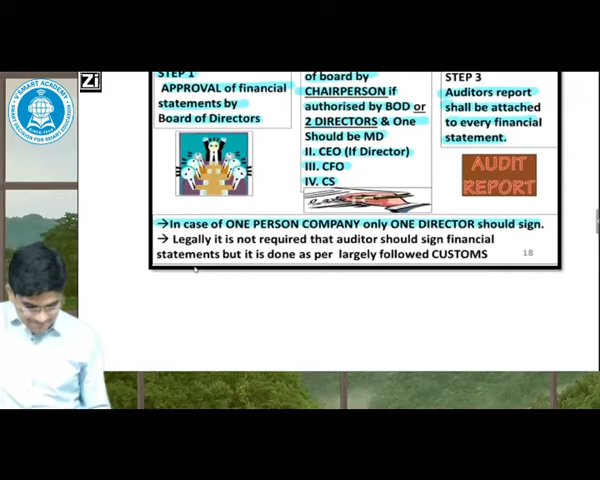 V SMART ACADEMY
Zi
STEP 1
APPROVAL of financial
statements by
Board of Directors
of board by
CHAIRPERSON if
authorised by BOD or
2 DIRECTORS & One
Should be MD
II. CEO (If Director)
III. CFO
IV. CS
STEP 3
Auditors report
shall be attached
to every financial
statement.
AUDIT
REPORT
→In case of ONE PERSON COMPANY only ONE DIRECTOR should sign.
→ Legally it is not required that auditor should sign financial
statements but it is done as per largely followed CUSTOMS
18